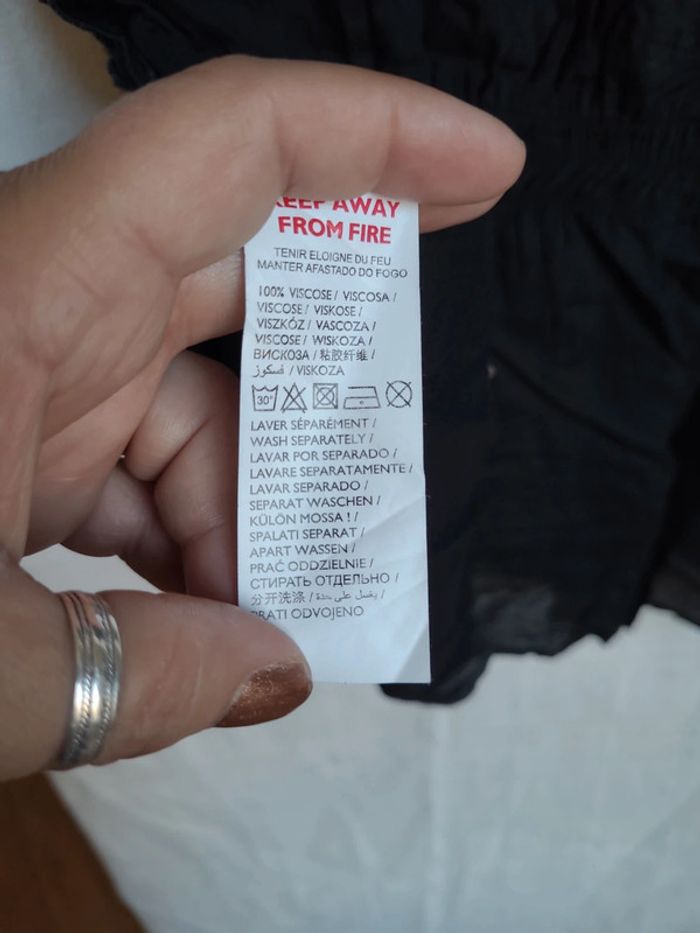 KEEP AWAY
FROM FIRE
TENIR ELOIGNE DU FEU
MANTER AFASTADO DO FOGO
100% VISCOSE / VISCOSA /
VISCOSE / VISKOSE /
VISZKÓZ / VASCOZA /
VISCOSE / WISKOZA /
ВИСКОЗА / 粘胶纤维 /
فسكوز / VISKOZA
30°
LAVER SÉPARÉMENT /
WASH SEPARATELY /
LAVAR POR SEPARADO /
LAVARE SEPARATAMENTE /
LAVAR SEPARADO /
SEPARAT WASCHEN /
KÜLÖN MOSSA ! /
SPALATI SEPARAT /
APART WASSEN /
PRAĆ ODDZIELNIE /
СТИРАТЬ ОТДЕЛЬНО /
分开洗涤 / يغسل على حدة /
PRATI ODVOJENO